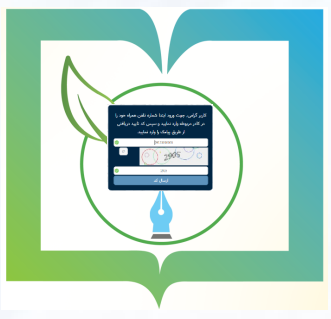 کاربر گرامی، جهت ورود ابتدا شماره تلفن همراه خود را
در کادر مربوطه وارد نمایید و سپس کد تایید دریافتی
از طریق پیامک را وارد نمایید.
ارسال کد